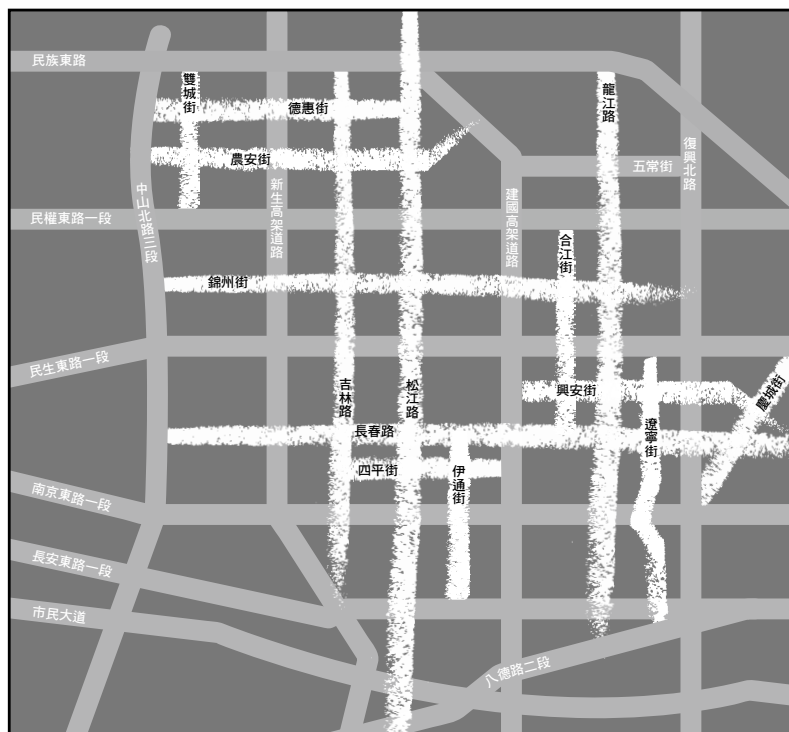 民族東路
雙城街
德惠街
龍江路
農安街
五常街
復興北路
中山北路三段
新生高架道路
建國高架道路
民權東路一段
合江街
錦州街
民生東路一段
吉林路
松江路
興安街
慶城街
長春路
遼寧街
四平街
伊通街
南京東路一段
長安東路一段
市民大道
八德路二段